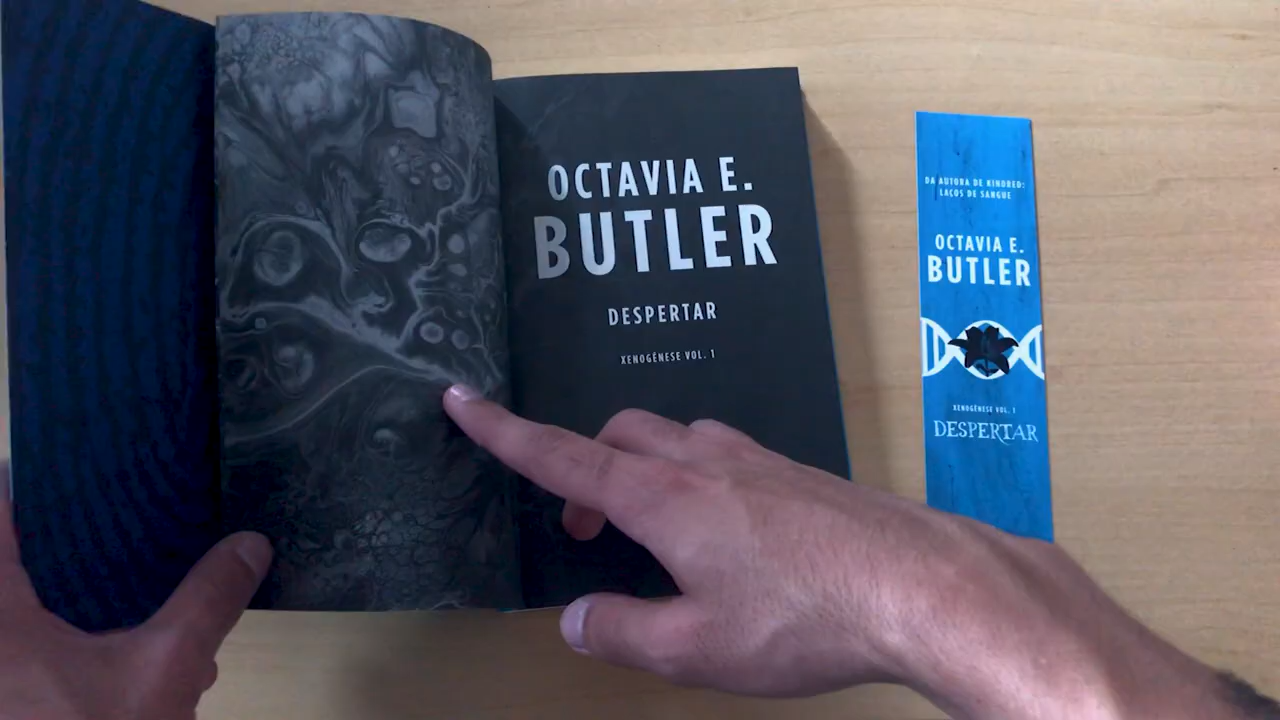 OCTAVIA E.
BUTLER
DESPERTAR
XENOGÊNESE VOL. 1
DA AUTORA DE KINDRED:
LAÇOS DE SANGUE
OCTAVIA E.
BUTLER
XENOGÊNESE VOL. 1
DESPERTAR